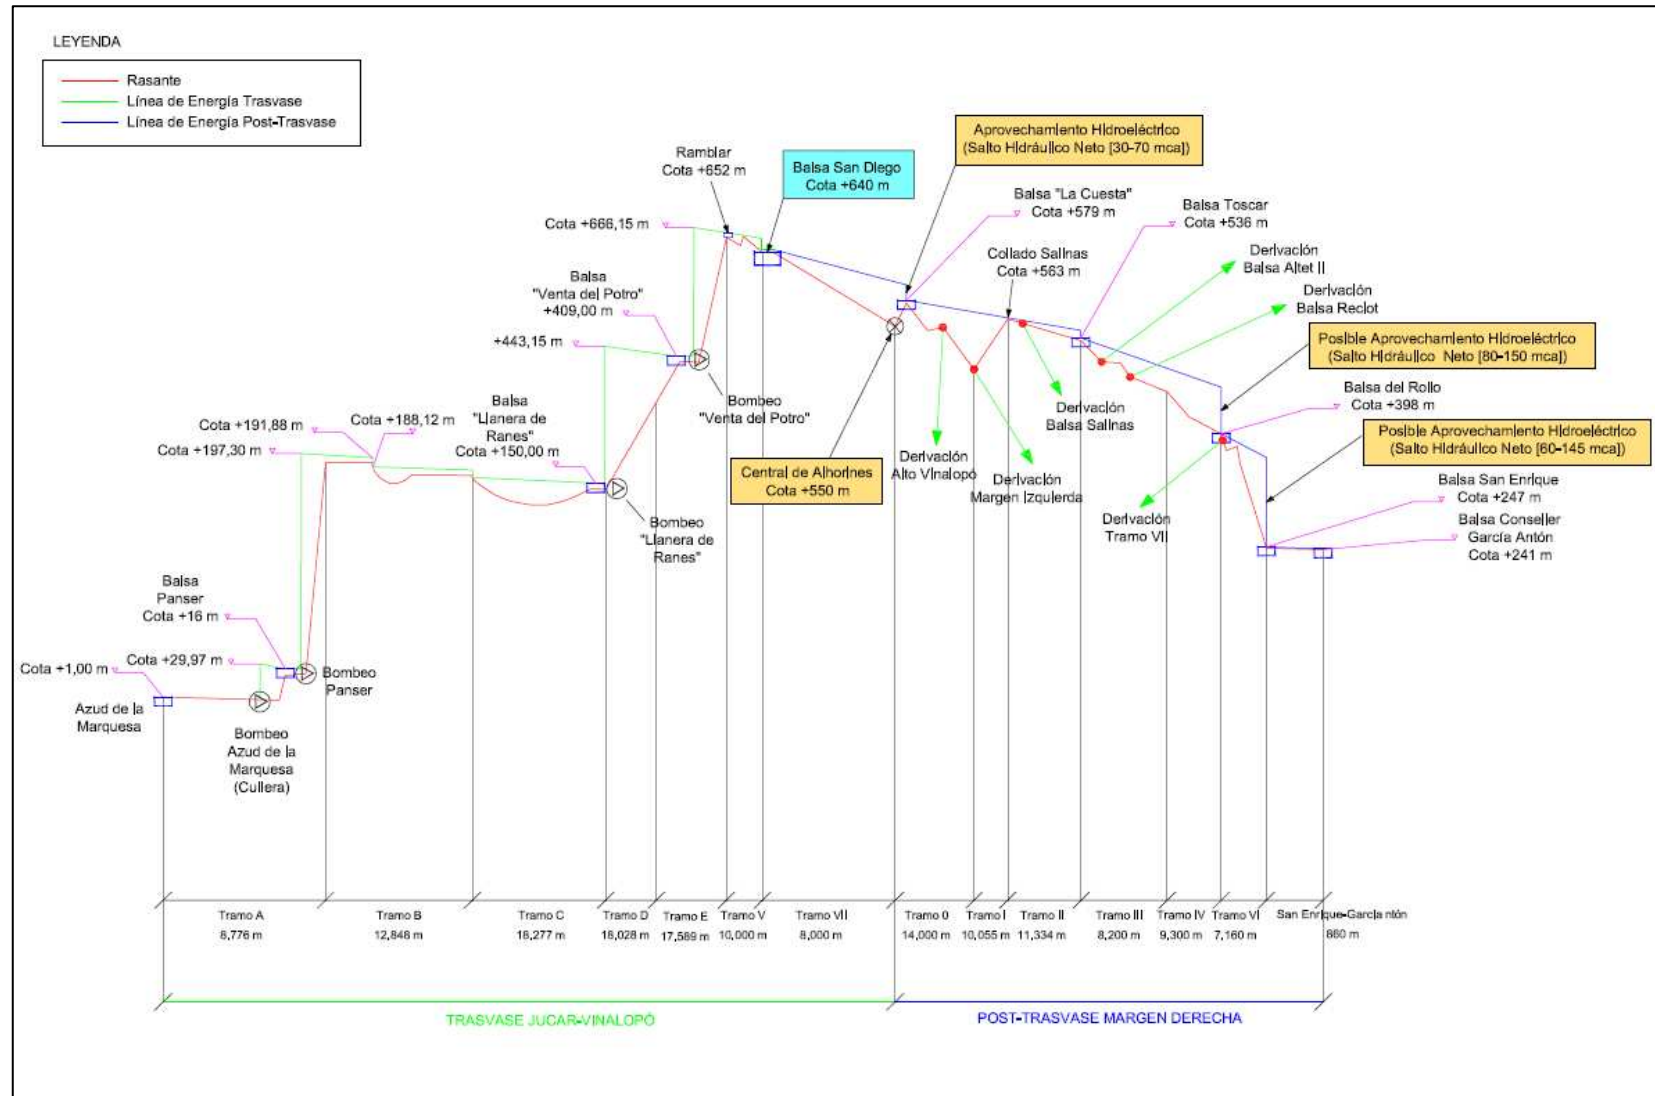 LEYENDA
Rasante
Línea de Energía Trasvase
Línea de Energía Post-Trasvase
Aprovechamiento Hidroeléctrico
(Salto Hidráulico Neto [30-70 mca])
Ramblar
Cota +652 m
Balsa San Diego
Cota +640 m
Balsa "La Cuesta"
Cota +579 m
Balsa Toscar
Cota +536 m
Cota +666,15 m
Collado Salinas
Cota +563 m
Derivación
Balsa Altet II
Derivación
Balsa Reclot
Balsa
"Venta del Potro"
+409,00 m
+443,15 m
Posible Aprovechamiento Hidroeléctrico
(Salto Hidráulico Neto [80-150 mca])
Bombeo
"Venta del Potro"
Balsa
"Llanera de
Ranes"
Cota +150,00 m
Balsa del Rollo
Cota +398 m
Cota +188,12 m
Cota +191,88 m
Cota +197,30 m
Derivación
Balsa Salinas
Posible Aprovechamiento Hidroeléctrico
(Salto Hidráulico Neto [60-145 mca])
Derivación
Alto Vinalopó
Central de Alhorines
Cota +550 m
Derivación
Margen Izquierda
Balsa San Enrique
Cota +247 m
Derivación
Tramo VII
Balsa Conseller
García Antón
Cota +241 m
Bombeo
"Llanera de
Ranes"
Balsa
Panser
Cota +16 m
Cota +29,97 m
Cota +1,00 m
Bombeo
Panser
Azud de la
Marquesa
Bombeo
Azud de la
Marquesa
(Cullera)
Tramo A
Tramo B
Tramo C
Tramo D
Tramo E
Tramo V
Tramo VII
Tramo 0
Tramo I
Tramo II
Tramo III
Tramo IV
Tramo VI
San Enrique-García ntón
8,776 m
12,848 m
18,277 m
18,028 m
17,589 m
10,000 m
8,000 m
14,000 m
10,055 m
11,334 m
8,200 m
9,300 m
7,160 m
860 m
TRASVASE JUCAR-VINALOPÓ
POST-TRASVASE MARGEN DERECHA